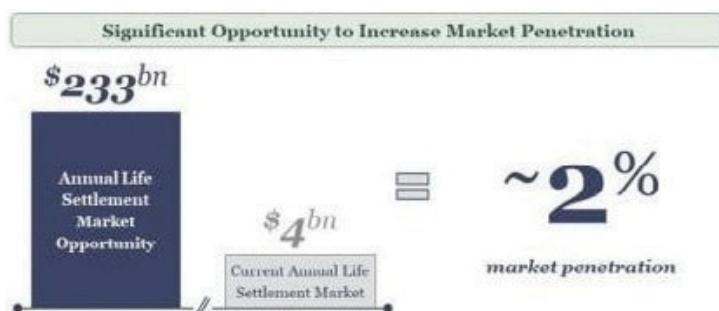 Significant Opportunity to Increase Market Penetration
$233bn
Annual Life
Settlement
Market
Opportunity
$4bn
Current Annual Life
Settlement Market
=
~2%
market penetration